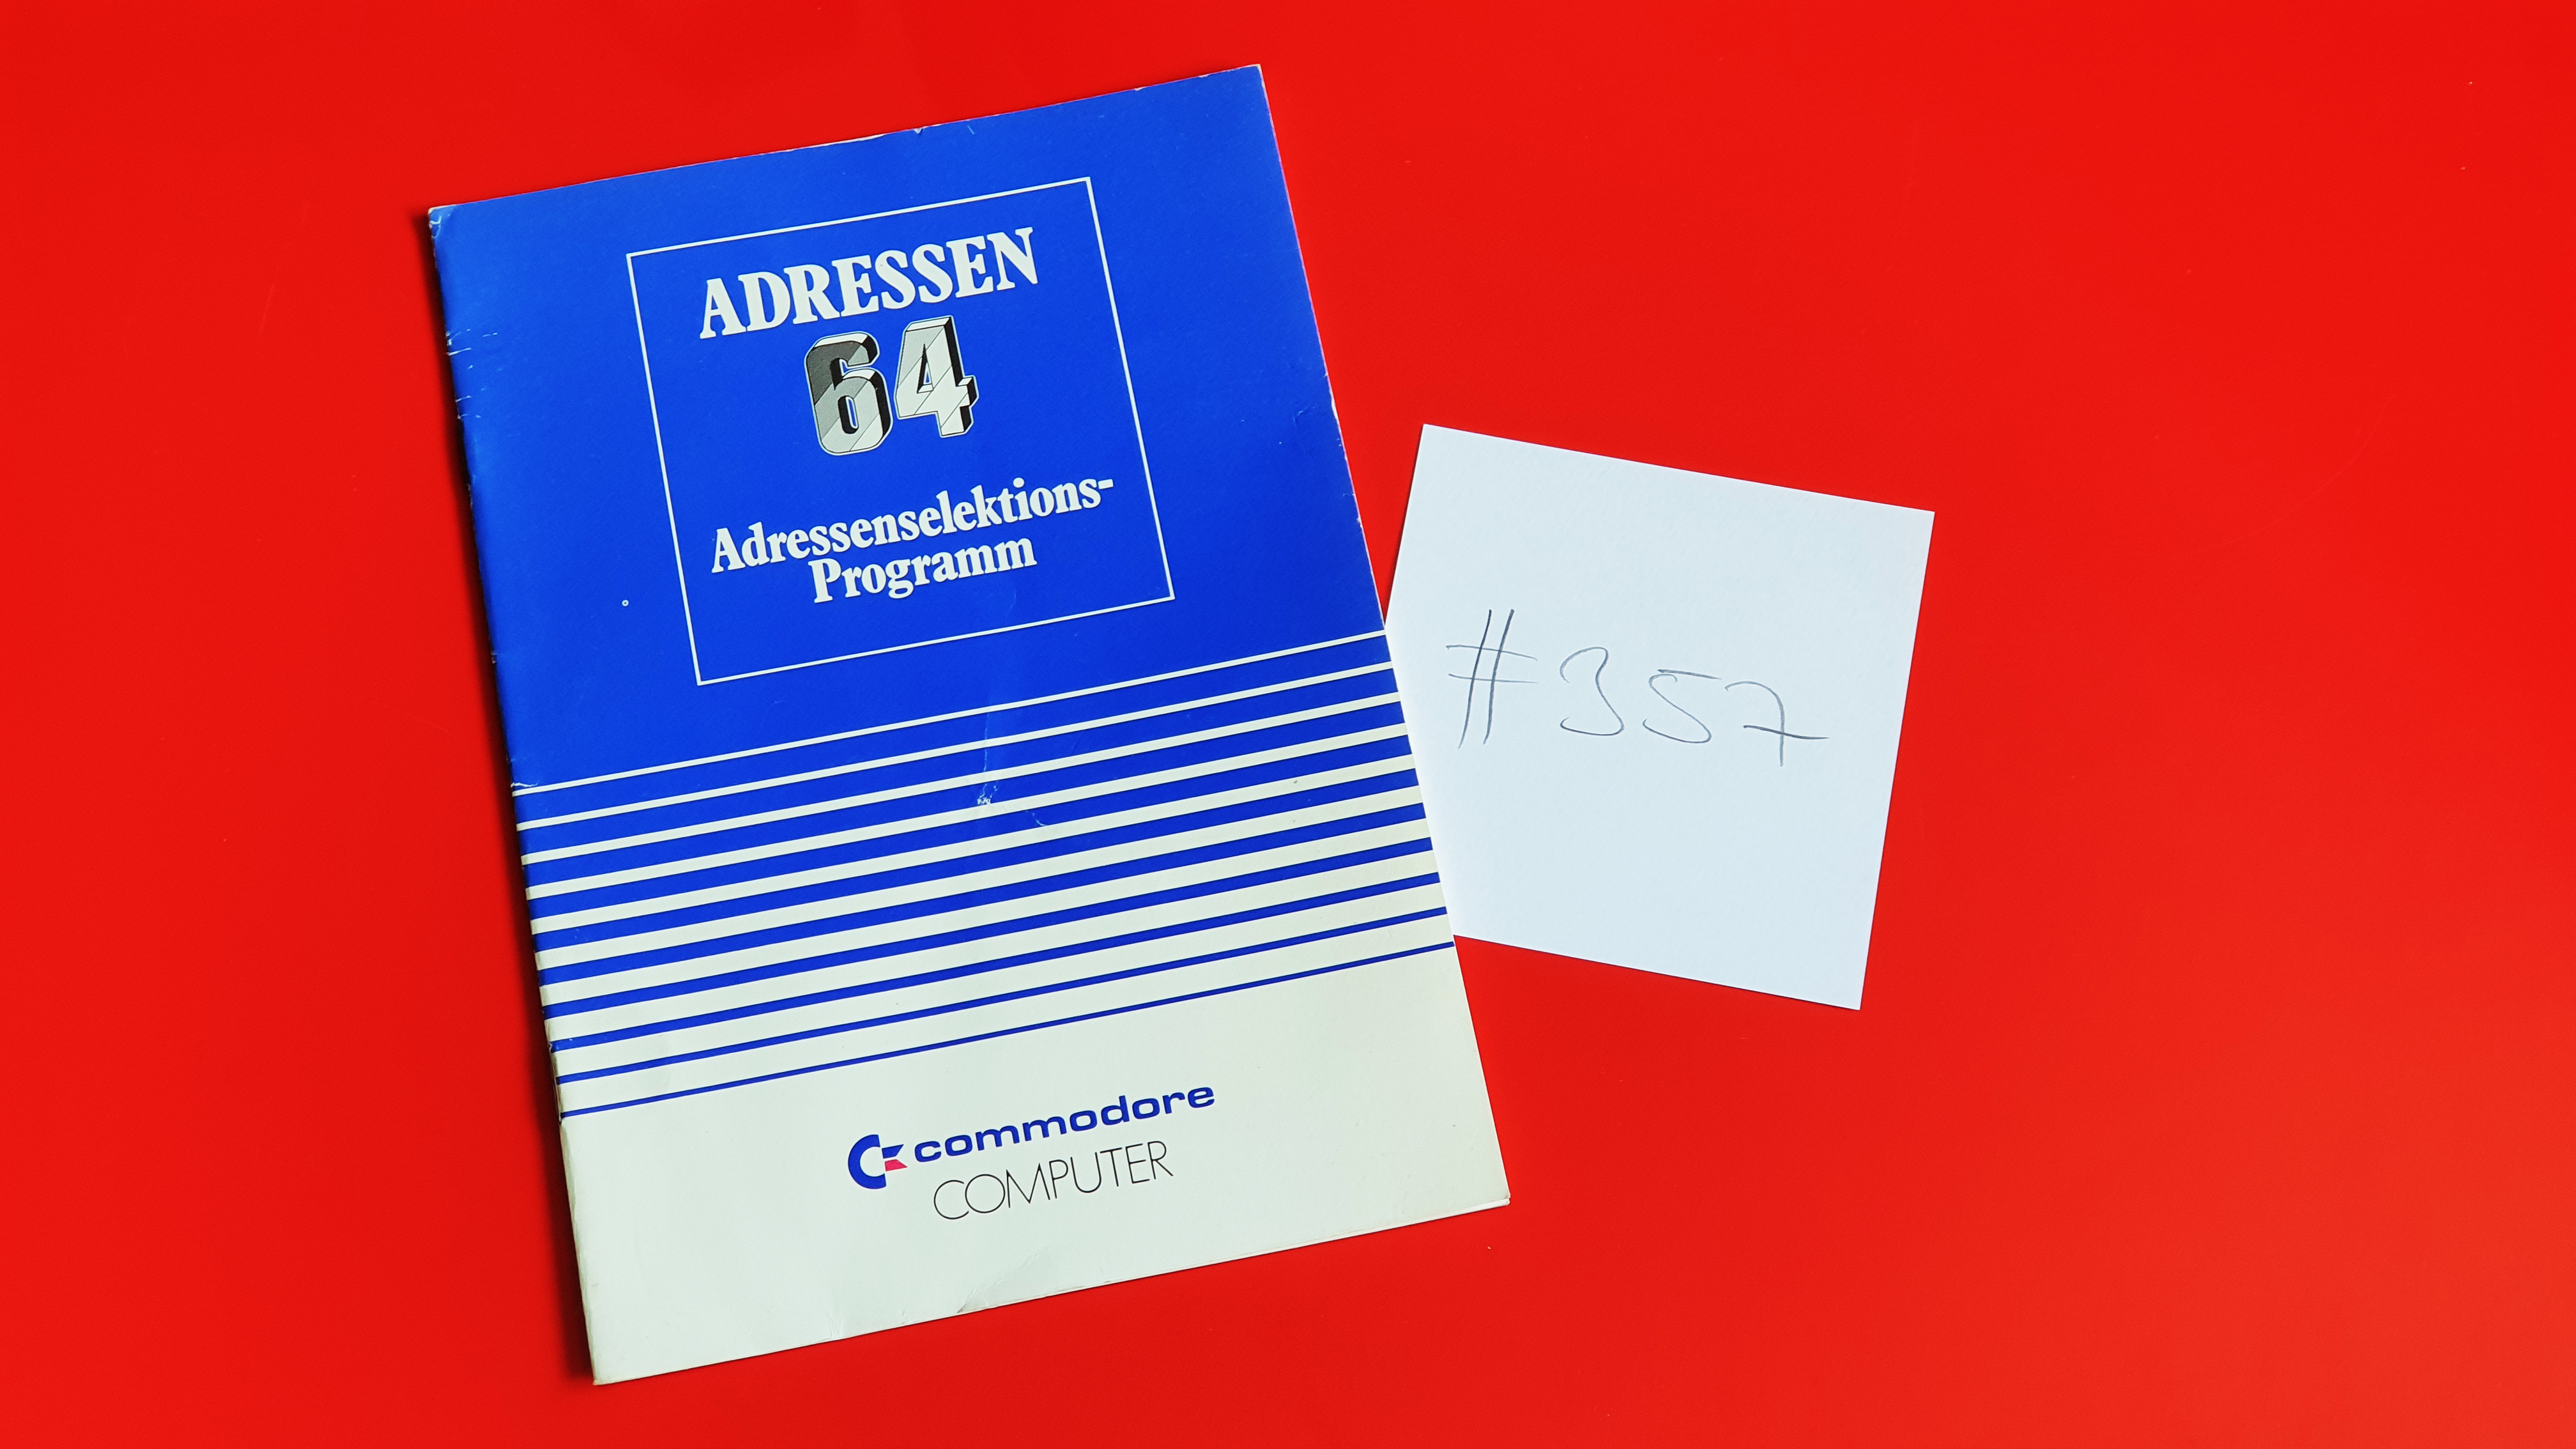 ADRESSEN
64
Adressenselektions-
Programm
commodore
COMPUTER
#357